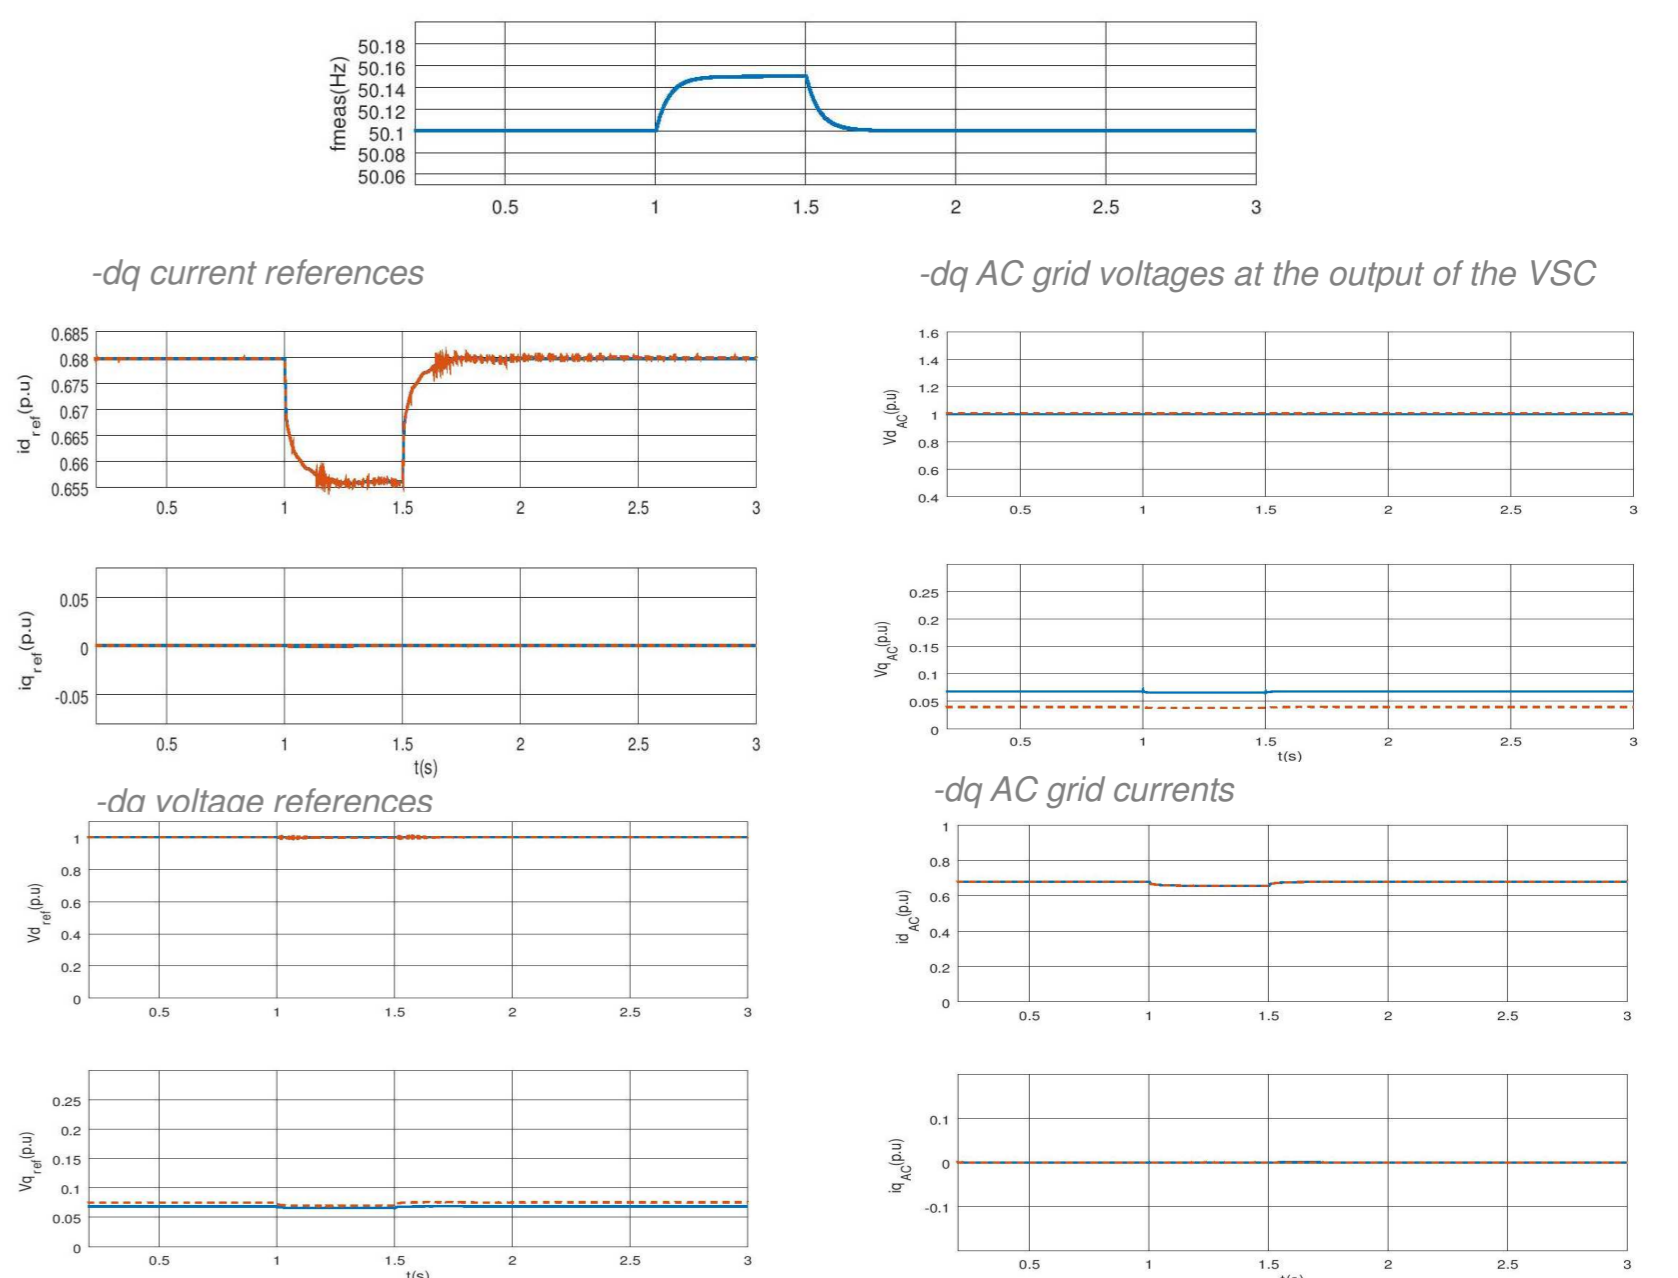 fmeas(Hz)
50.18
50.16
50.14
50.12
50.1
50.08
50.06
0.5 1 1.5 2 2.5 3
-dq current references
id_ref(p.u)
0.685
0.68
0.675
0.67
0.665
0.66
0.655
0.5 1 1.5 2 2.5 3
iq_ref(p.u)
0.05
0
-0.05
0.5 1 1.5 2 2.5 3
t(s)
-dq AC grid voltages at the output of the VSC
Vd_AC(p.u)
1.6
1.4
1.2
1
0.8
0.6
0.4
0.5 1 1.5 2 2.5 3
Vq_AC(p.u)
0.25
0.2
0.15
0.1
0.05
0
0.5 1 1.5 2 2.5 3
t(s)
-dq voltage references
Vd_ref(p.u)
1
0.8
0.6
0.4
0.2
0
0.5 1 1.5 2 2.5 3
Vq_ref(p.u)
0.25
0.2
0.15
0.1
0.05
0
0.5 1 1.5 2 2.5 3
t(s)
-dq AC grid currents
id_AC(p.u)
1
0.8
0.6
0.4
0.2
0
0.5 1 1.5 2 2.5 3
iq_AC(p.u)
0.1
0
-0.1
0.5 1 1.5 2 2.5 3
t(s)